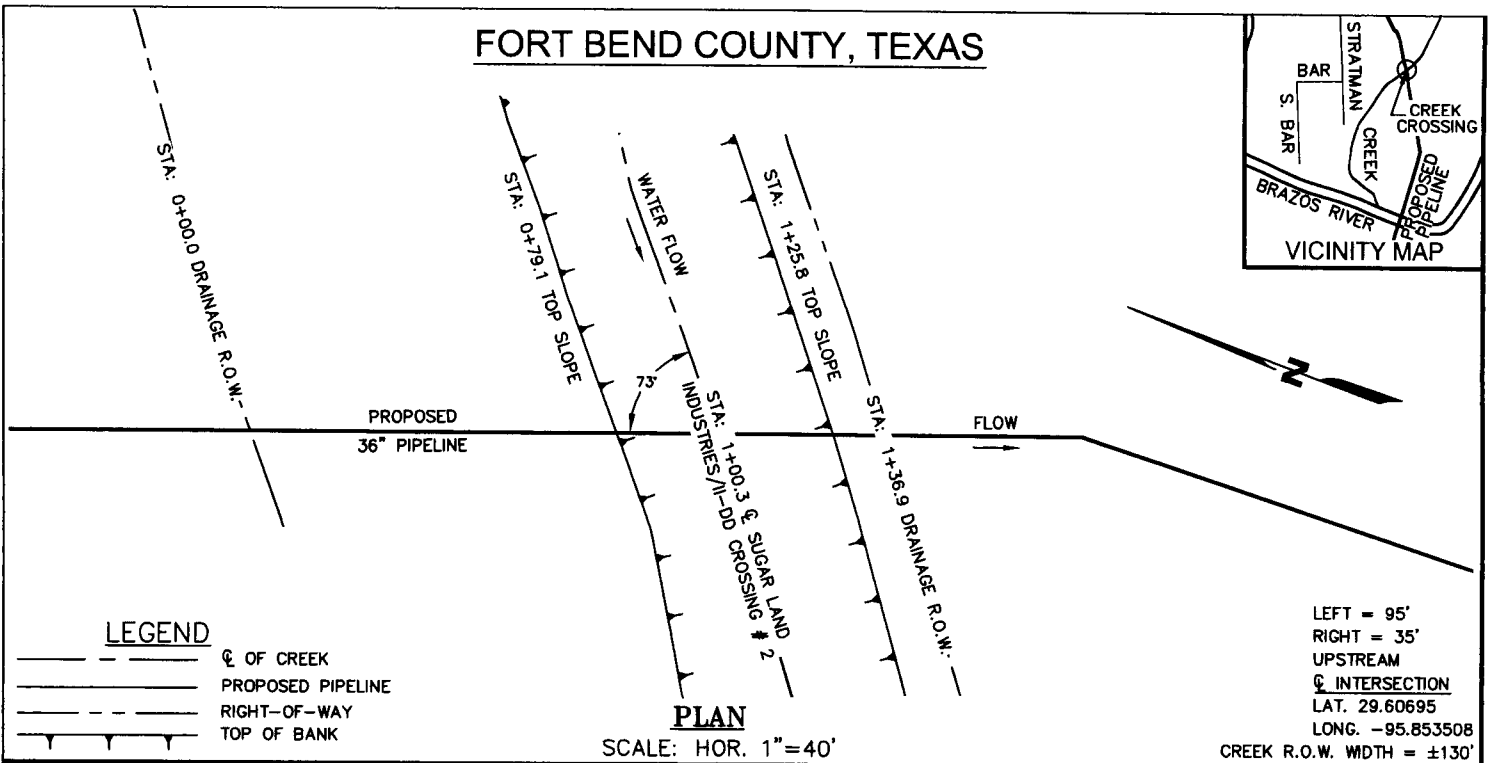 FORT BEND COUNTY, TEXAS
STA: 0+00.0 DRAINAGE R.O.W.
STA: 0+79.1 TOP SLOPE
WATER FLOW
STA: 1+25.8 TOP SLOPE
73°
STA: 1+00.3 ℄ SUGAR LAND
INDUSTRIES/II-DD CROSSING # 2
STA: 1+36.9 DRAINAGE R.O.W.
PROPOSED
36" PIPELINE
FLOW
N
BAR
S. BAR
STRATMAN
CREEK
CREEK
CROSSING
PROPOSED
PIPELINE
BRAZOS RIVER
VICINITY MAP
LEGEND
℄ OF CREEK
PROPOSED PIPELINE
RIGHT-OF-WAY
TOP OF BANK
PLAN
SCALE: HOR. 1"=40'
LEFT = 95'
RIGHT = 35'
UPSTREAM
℄ INTERSECTION
LAT. 29.60695
LONG. -95.853508
CREEK R.O.W. WIDTH = ±130'